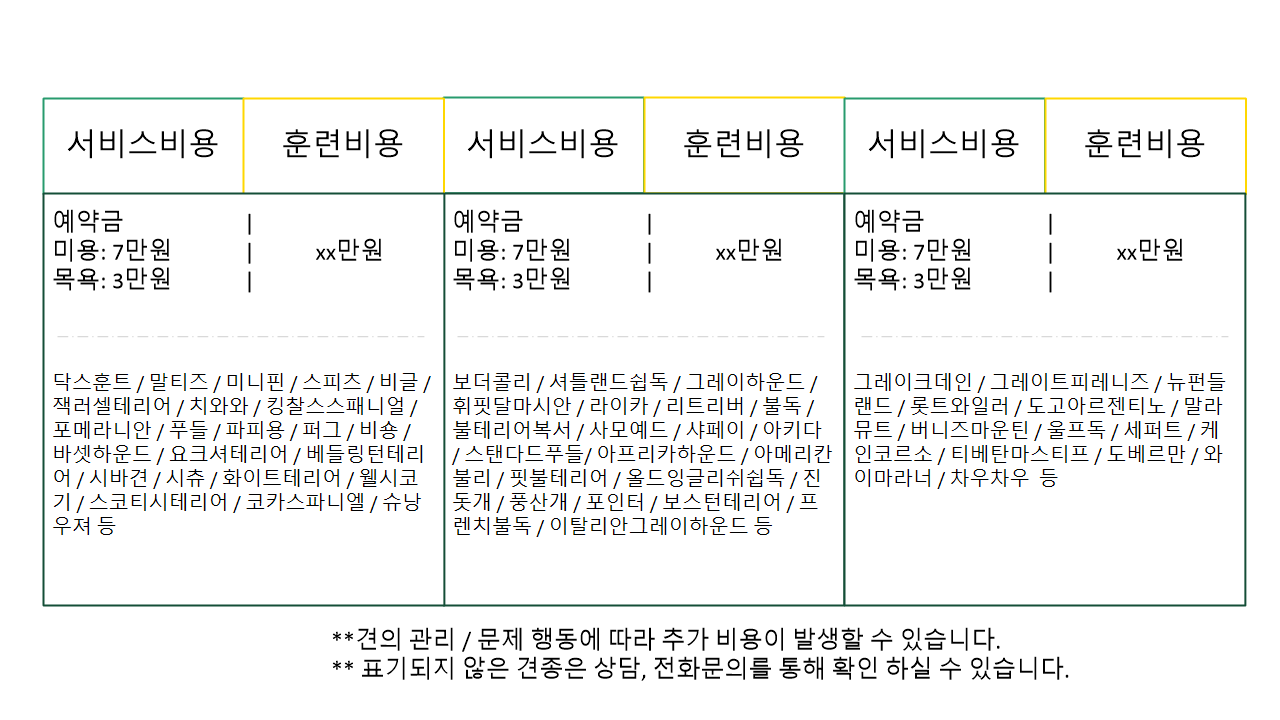 서비스비용
훈련비용
서비스비용
훈련비용
서비스비용
훈련비용
예약금 |
미용: 7만원 | xx만원
목욕: 3만원 |
닥스훈트 / 말티즈 / 미니핀 / 스피츠 / 비글 /
잭러셀테리어 / 치와와 / 킹찰스스패니얼 /
포메라니안 / 푸들 / 파피용 / 퍼그 / 비숑 /
바셋하운드 / 요크셔테리어 / 베들링턴테리
어 / 시바견 / 시츄 / 화이트테리어 / 웰시코
기 / 스코티시테리어 / 코카스파니엘 / 슈낭
우져 등
예약금 |
미용: 7만원 | xx만원
목욕: 3만원 |
보더콜리 / 셔틀랜드쉽독 / 그레이하운드 /
휘핏달마시안 / 라이카 / 리트리버 / 불독 /
불테리어복서 / 사모예드 / 샤페이 / 아키다
/ 스탠다드푸들/ 아프리카하운드 / 아메리칸
불리 / 핏불테리어 / 올드잉글리쉬쉽독 / 진
돗개 / 풍산개 / 포인터 / 보스턴테리어 / 프
렌치불독 / 이탈리안그레이하운드 등
예약금 |
미용: 7만원 | xx만원
목욕: 3만원 |
그레이크데인 / 그레이트피레니즈 / 뉴펀들
랜드 / 롯트와일러 / 도고아르젠티노 / 말라
뮤트 / 버니즈마운틴 / 울프독 / 세퍼트 / 케
인코르소 / 티베탄마스티프 / 도베르만 / 와
이마라너 / 차우차우 등
**견의 관리 / 문제 행동에 따라 추가 비용이 발생할 수 있습니다.
** 표기되지 않은 견종은 상담, 전화문의를 통해 확인 하실 수 있습니다.